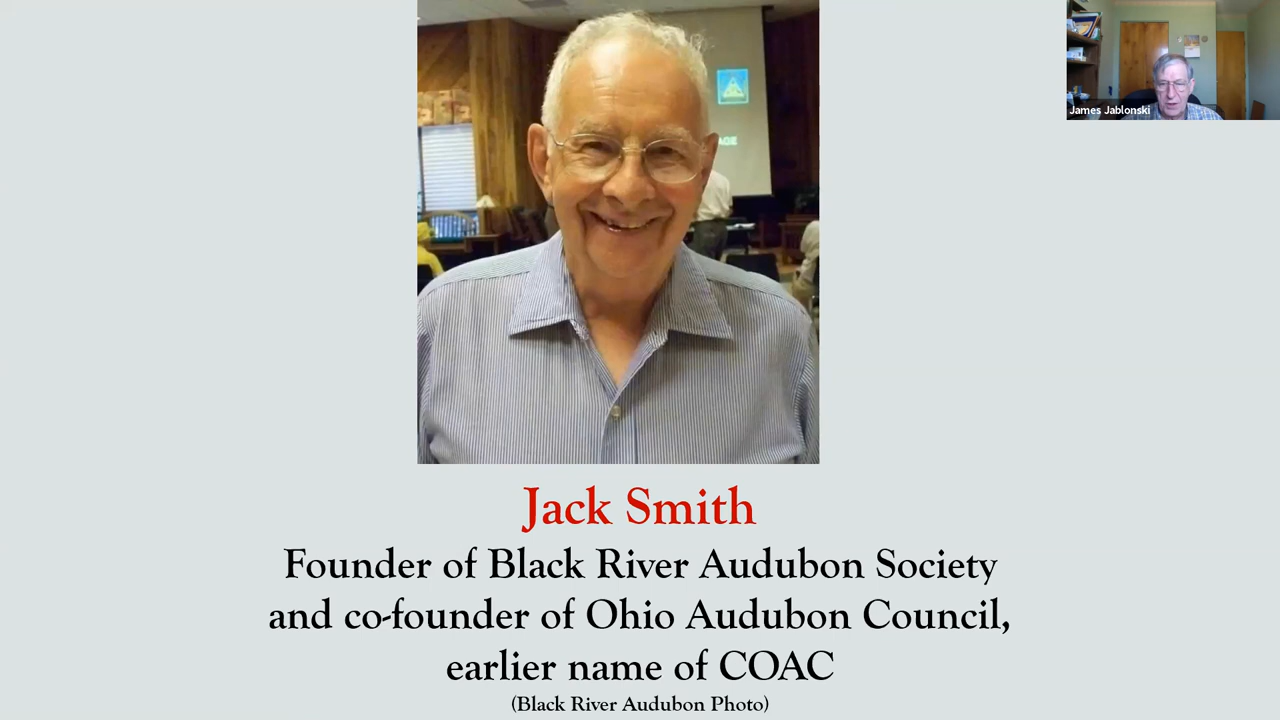 James Jablonski
AGE
Jack Smith
Founder of Black River Audubon Society
and co-founder of Ohio Audubon Council,
earlier name of COAC
(Black River Audubon Photo)